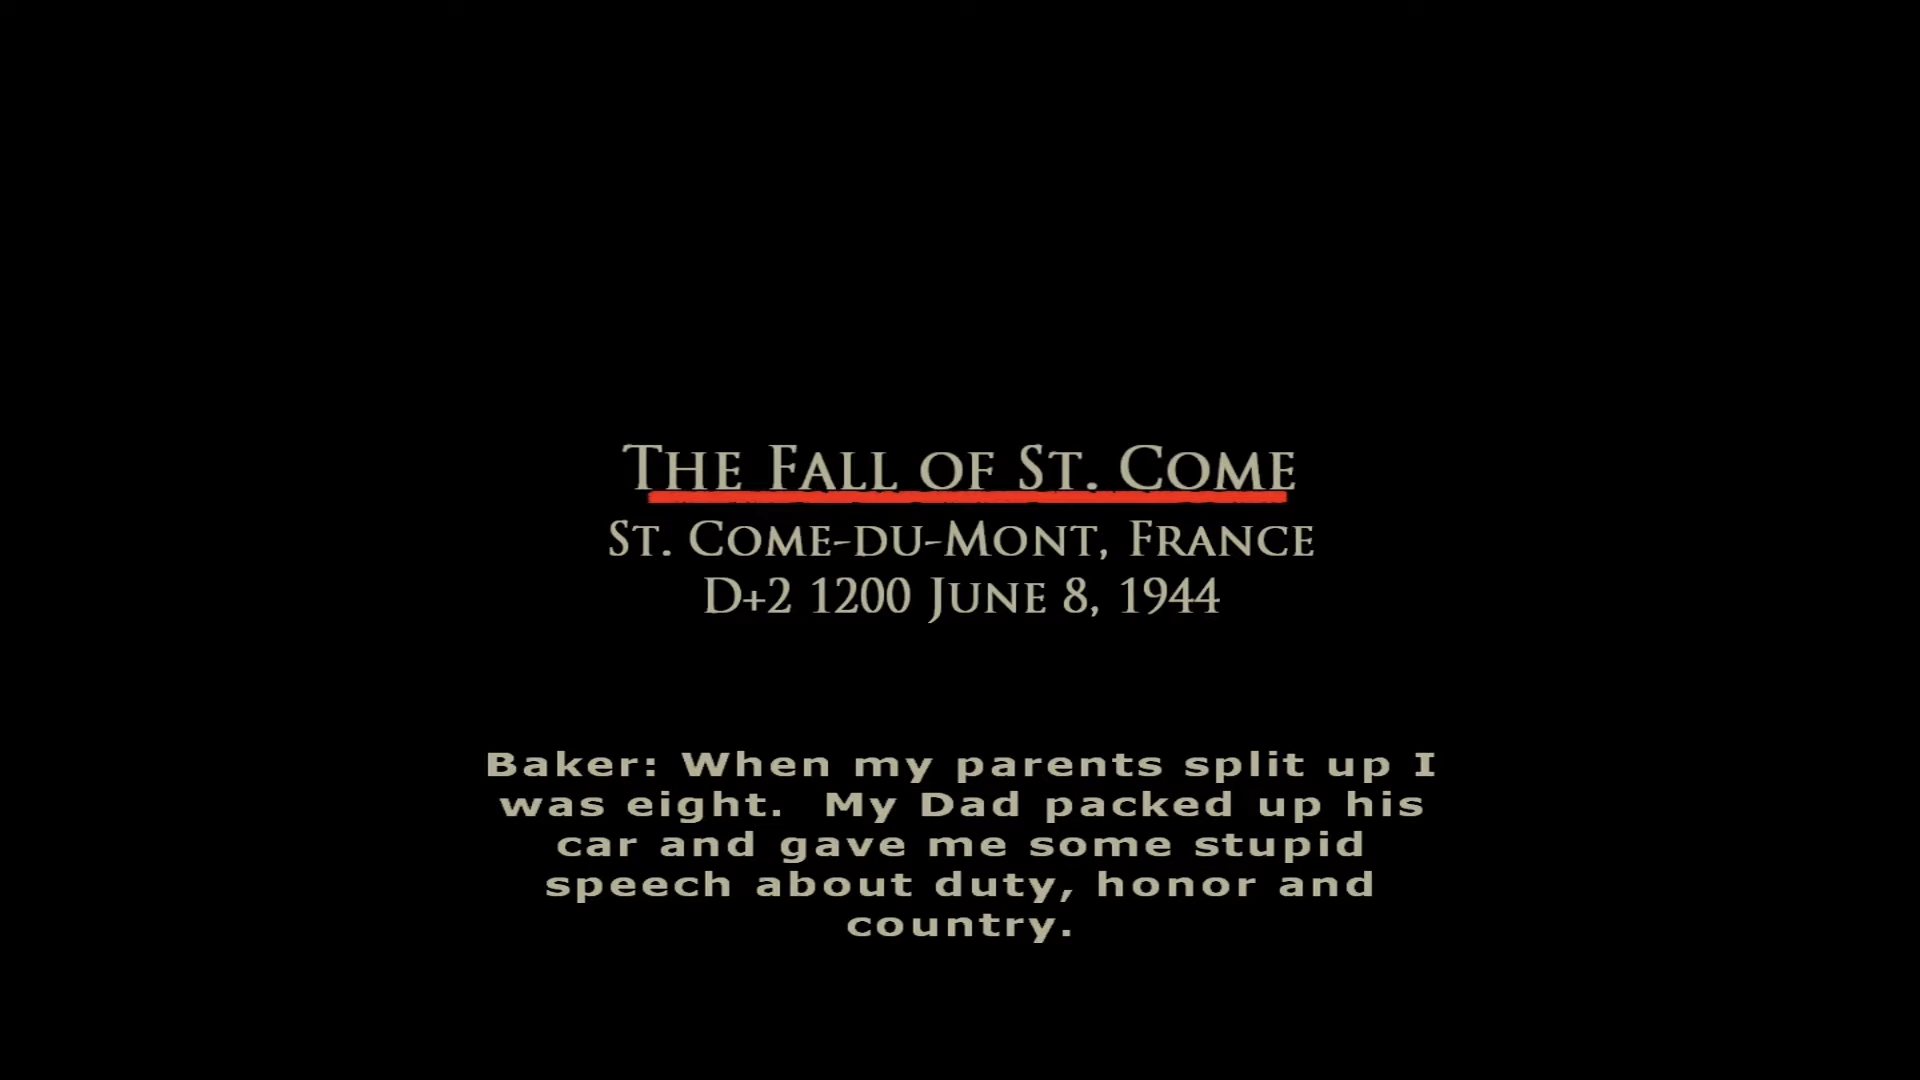 The Fall of St. Come
St. Come-du-Mont, France
D+2 1200 June 8, 1944
Baker: When my parents split up I
was eight.  My Dad packed up his
car and gave me some stupid
speech about duty, honor and
country.